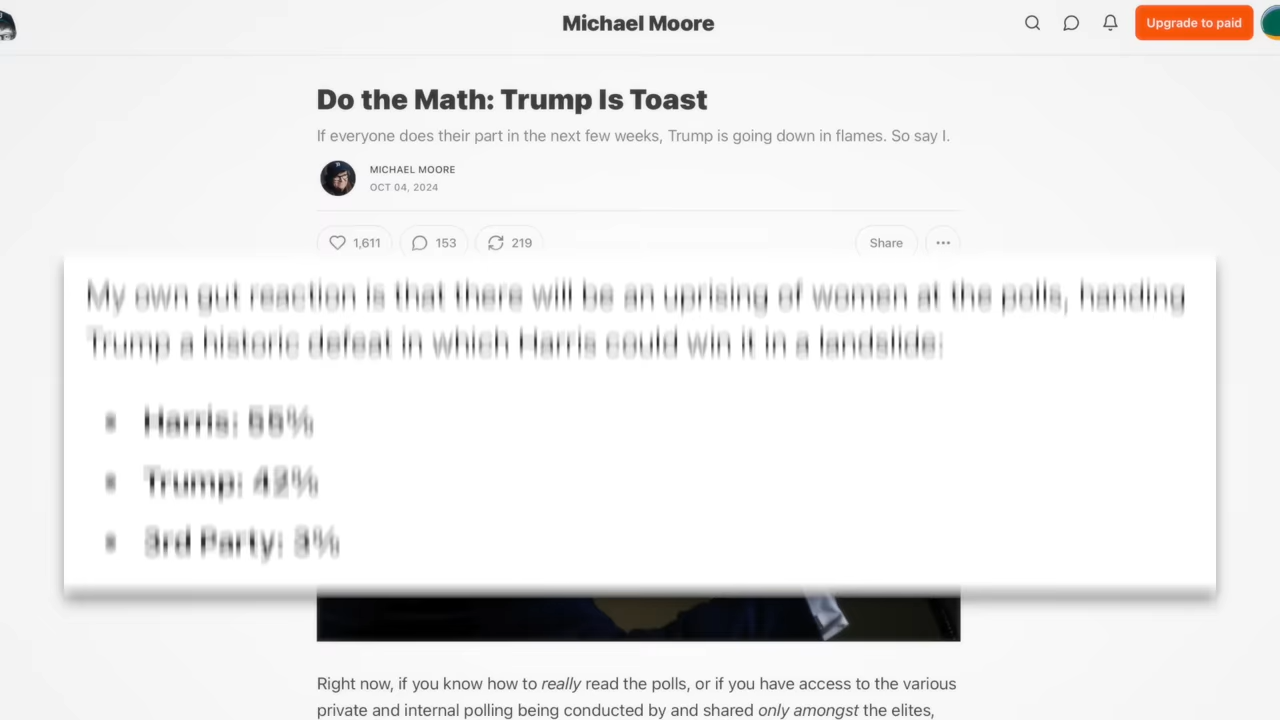 Michael Moore
Upgrade to paid
Do the Math: Trump Is Toast
If everyone does their part in the next few weeks, Trump is going down in flames. So say I.
MICHAEL MOORE
OCT 04, 2024
1,611
153
219
Share
My own gut reaction is that there will be an uprising of women at the polls, handing
Trump a historic defeat in which Harris could win it in a landslide:
Harris:
Trump:
3rd Party: 3%
Right now, if you know how to really read the polls, or if you have access to the various
private and internal polling being conducted by and shared only amongst the elites,